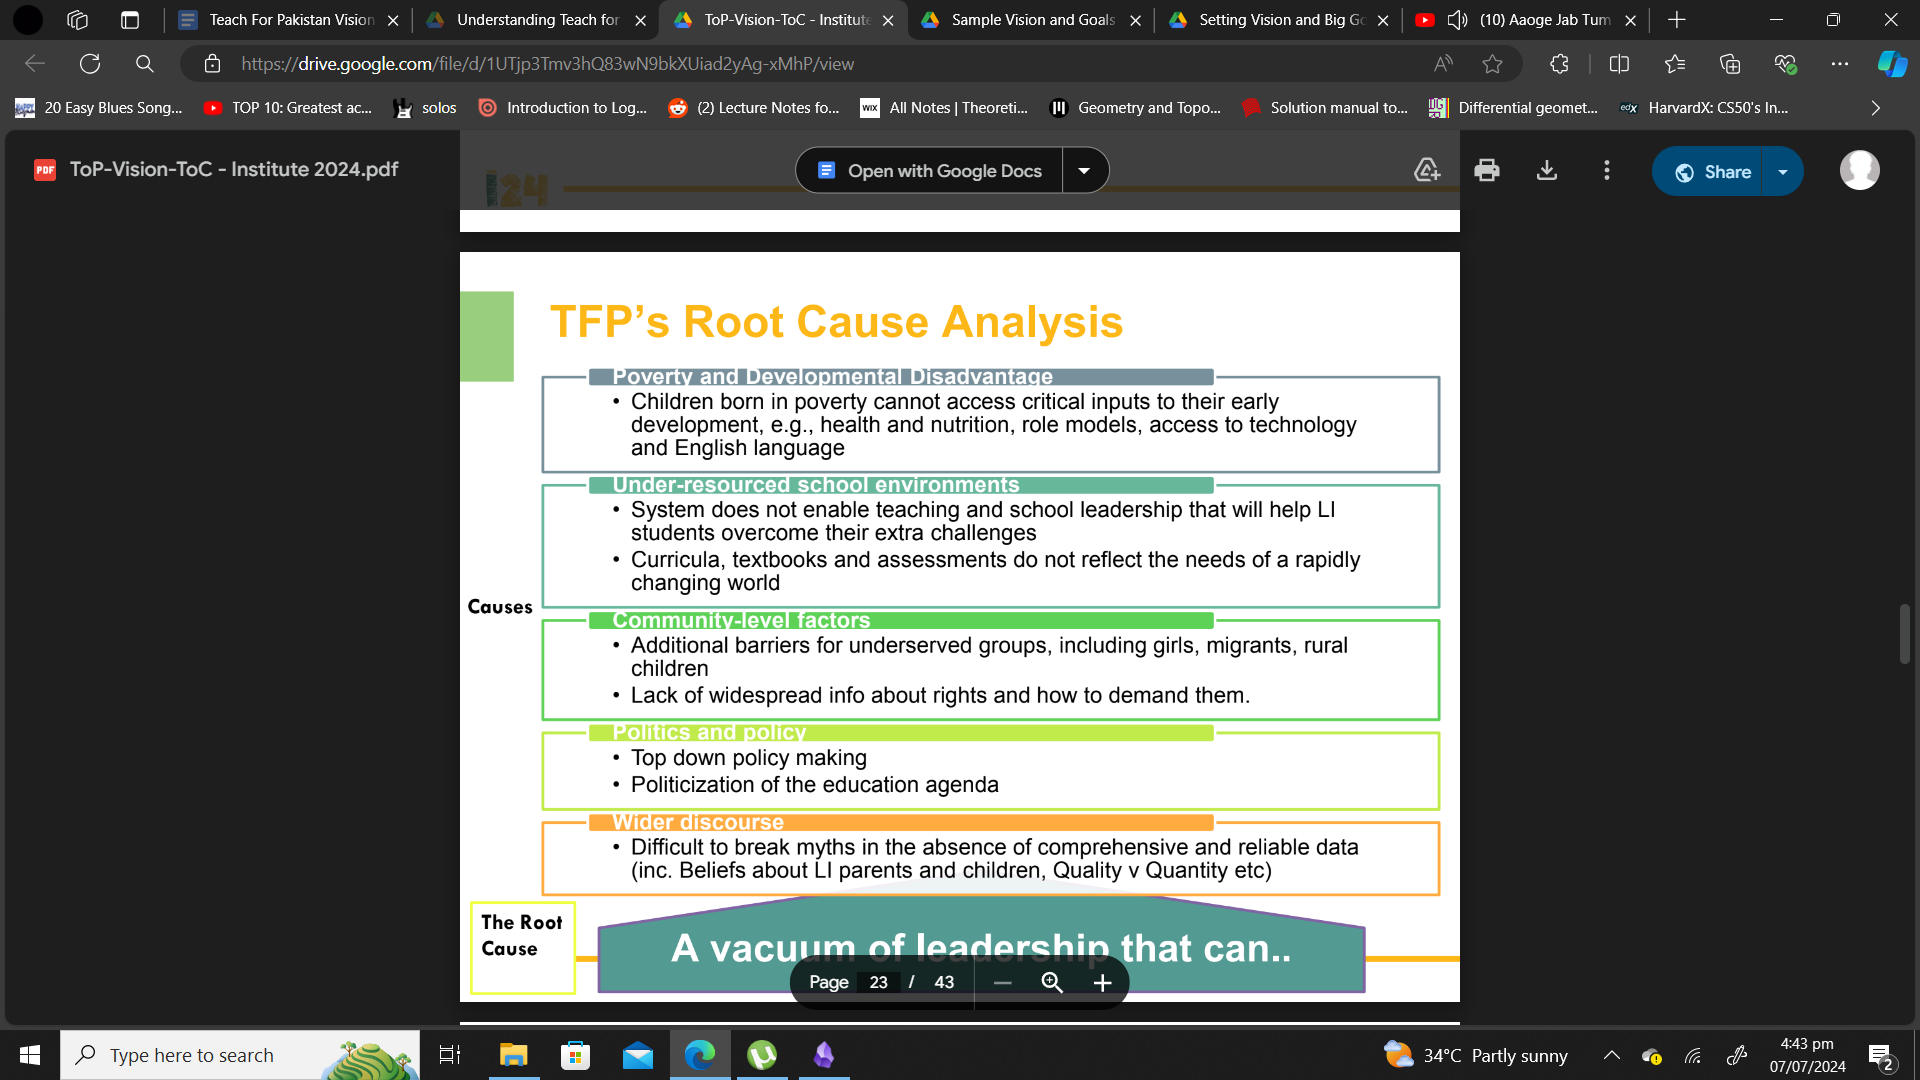 Teach For Pakistan Vision
Understanding Teach for
ToP-Vision-ToC - Institute
Sample Vision and Goals
Setting Vision and Big Go
(10) Aaoge Jab Tum
https://drive.google.com/file/d/1UTjp3Tmv3hQ83wN9bkXUiad2yAg-xMhP/view
20 Easy Blues Song...
TOP 10: Greatest ac...
solos
Introduction to Log...
(2) Lecture Notes fo...
WIX
All Notes | Theoreti...
Geometry and Topo...
Solution manual to...
Differential geomet...
edX
HarvardX: CS50's In...
PDF
ToP-Vision-ToC - Institute 2024.pdf
Open with Google Docs
Share
I24
TFP's Root Cause Analysis
Poverty and Developmental Disadvantage
• Children born in poverty cannot access critical inputs to their early
development, e.g., health and nutrition, role models, access to technology
and English language
Under-resourced school environments
• System does not enable teaching and school leadership that will help LI
students overcome their extra challenges
• Curricula, textbooks and assessments do not reflect the needs of a rapidly
changing world
Causes
Community-level factors
• Additional barriers for underserved groups, including girls, migrants, rural
children
• Lack of widespread info about rights and how to demand them.
Politics and policy
• Top down policy making
• Politicization of the education agenda
Wider discourse
• Difficult to break myths in the absence of comprehensive and reliable data
(inc. Beliefs about LI parents and children, Quality v Quantity etc)
The Root
Cause
A vacuum of leadership that can..
Page 23 / 43
Type here to search
34°C Partly sunny
4:43 pm
07/07/2024
2